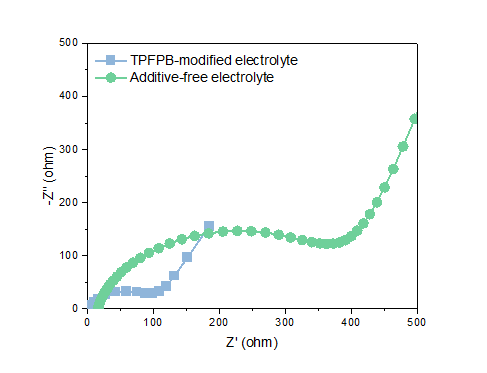 500
TPFPB-modified electrolyte
Additive-free electrolyte
400
300
200
100
0
-Z'' (ohm)
0 100 200 300 400 500
Z' (ohm)